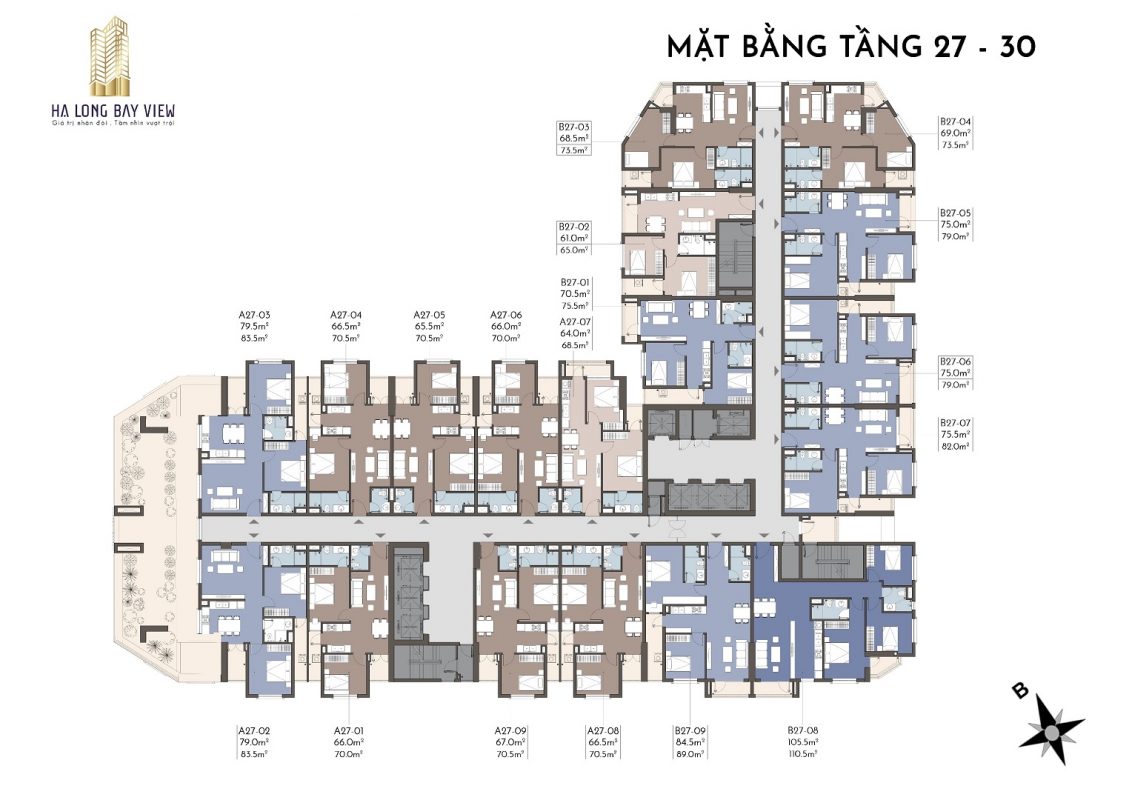 HA LONG BAY VIEW
Giá trị nhân đôi . Tầm nhìn vượt trội
MẶT BẰNG TẦNG 27 - 30
B27-03
68.5m²
73.5m²
B27-04
69.0m²
73.5m²
B27-02
61.0m²
65.0m²
B27-05
75.0m²
79.0m²
B27-01
70.5m²
75.5m²
A27-03
79.5m²
83.5m²
A27-04
66.5m²
70.5m²
A27-05
65.5m²
70.5m²
A27-06
66.0m²
70.0m²
A27-07
64.0m²
68.5m²
B27-06
75.0m²
79.0m²
B27-07
75.5m²
82.0m²
A27-02
79.0m²
83.5m²
A27-01
66.0m²
70.0m²
A27-09
67.0m²
70.5m²
A27-08
66.5m²
70.5m²
B27-09
84.5m²
89.0m²
B27-08
105.5m²
110.5m²
B